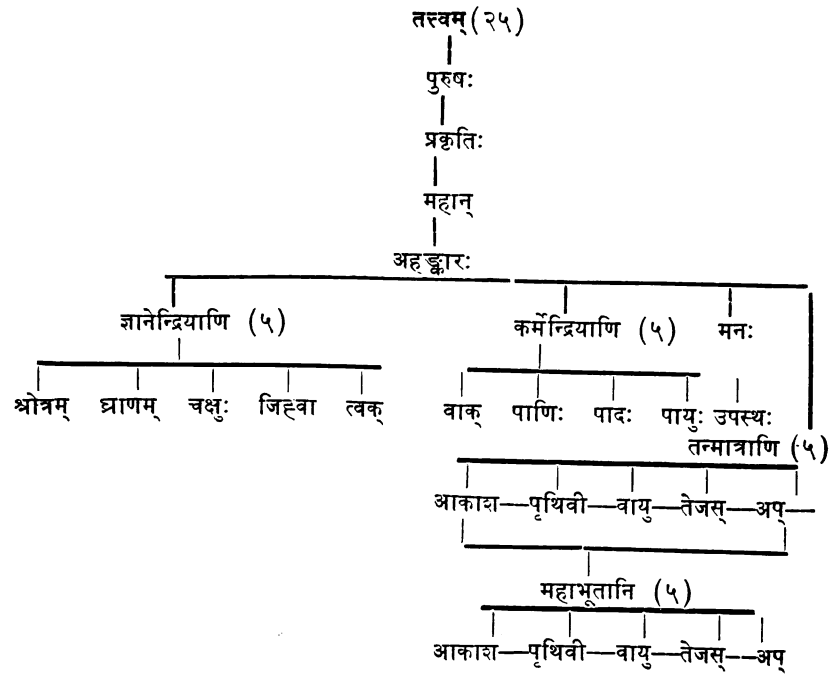 तत्त्वम् (२५)
पुरुषः
प्रकृतिः
महान्
अहङ्कारः
ज्ञानेन्द्रियाणि (५) कर्मेन्द्रियाणि (५) मनः
श्रोत्रम् घ्राणम् चक्षुः जिह्वा त्वक् वाक् पाणिः पादः पायुः उपस्थः
तन्मात्राणि (५)
आकाश—पृथिवी—वायु—तेजस्—अप्—
महाभूतानि (५)
आकाश—पृथिवी—वायु—तेजस्—अप्